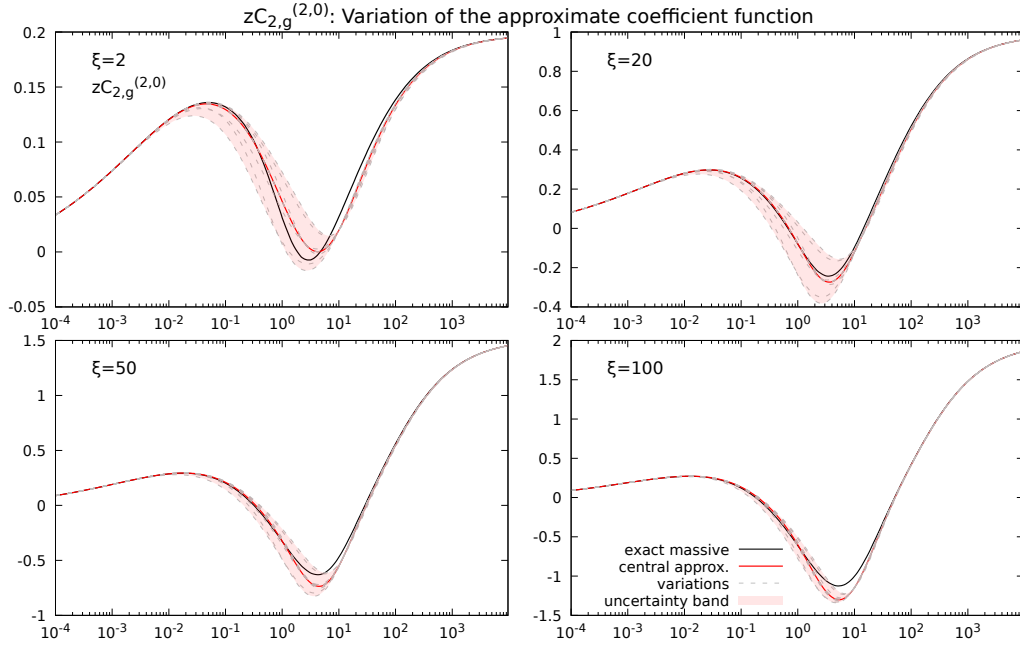 zC₂,g⁽²,⁰⁾: Variation of the approximate coefficient function
ξ=2
zC₂,g⁽²,⁰⁾
0.2
0.15
0.1
0.05
0
-0.05
10⁻⁴ 10⁻³ 10⁻² 10⁻¹ 10⁰ 10¹ 10² 10³
ξ=20
1
0.8
0.6
0.4
0.2
0
-0.2
-0.4
10⁻⁴ 10⁻³ 10⁻² 10⁻¹ 10⁰ 10¹ 10² 10³
ξ=50
1.5
1
0.5
0
-0.5
-1
10⁻⁴ 10⁻³ 10⁻² 10⁻¹ 10⁰ 10¹ 10² 10³
ξ=100
2
1.5
1
0.5
0
-0.5
-1
-1.5
10⁻⁴ 10⁻³ 10⁻² 10⁻¹ 10⁰ 10¹ 10² 10³
exact massive
central approx.
variations
uncertainty band